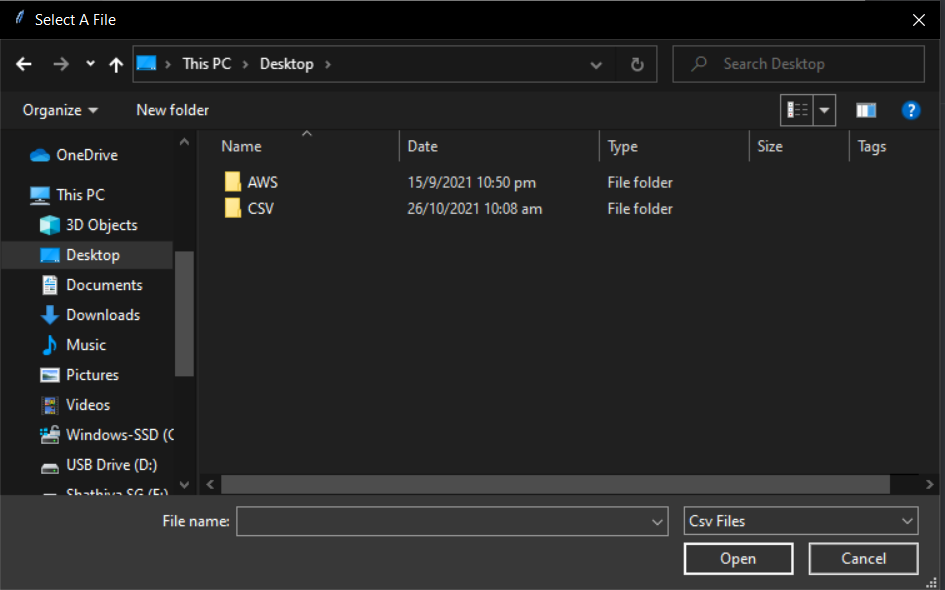 Select A File
This PC Desktop Search Desktop
Organize New folder
Name Date Type Size Tags
OneDrive
This PC
3D Objects
Desktop
Documents
Downloads
Music
Pictures
Videos
Windows-SSD (C
USB Drive (D:)
Shathiya SG (E:)
AWS 15/9/2021 10:50 pm File folder
CSV 26/10/2021 10:08 am File folder
File name: Csv Files
Open Cancel